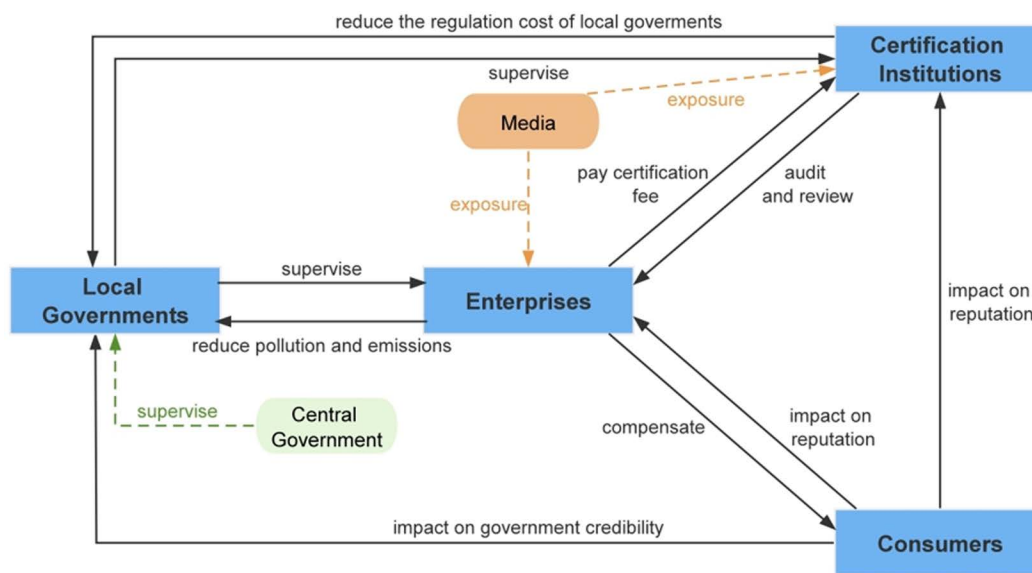 reduce the regulation cost of local goverments
Certification
Institutions
supervise
exposure
Media
pay certification
fee
audit
and review
exposure
Local
Governments
supervise
Enterprises
impact on
reputation
reduce pollution and emissions
supervise
Central
Government
compensate
impact on
reputation
impact on government credibility
Consumers